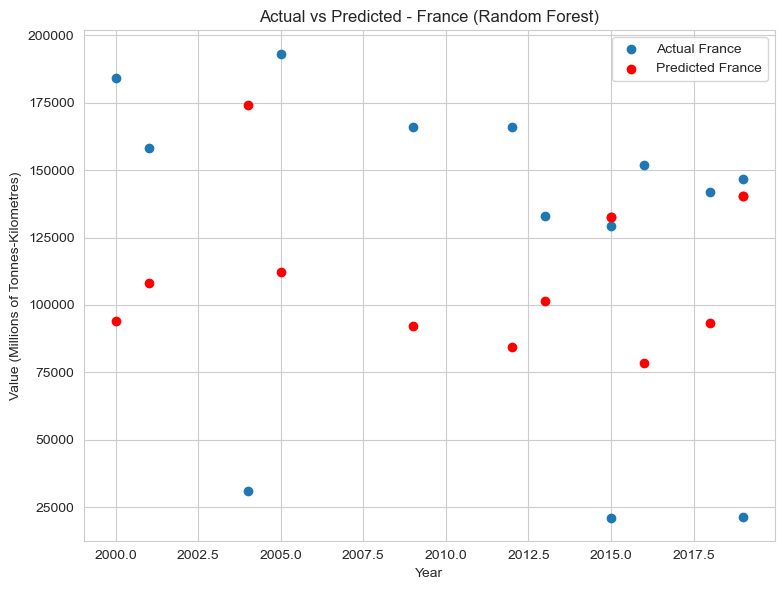 Actual vs Predicted - France (Random Forest)
Actual France
Predicted France
Value (Millions of Tonnes-Kilometres)
200000
175000
150000
125000
100000
75000
50000
25000
2000.0 2002.5 2005.0 2007.5 2010.0 2012.5 2015.0 2017.5
Year